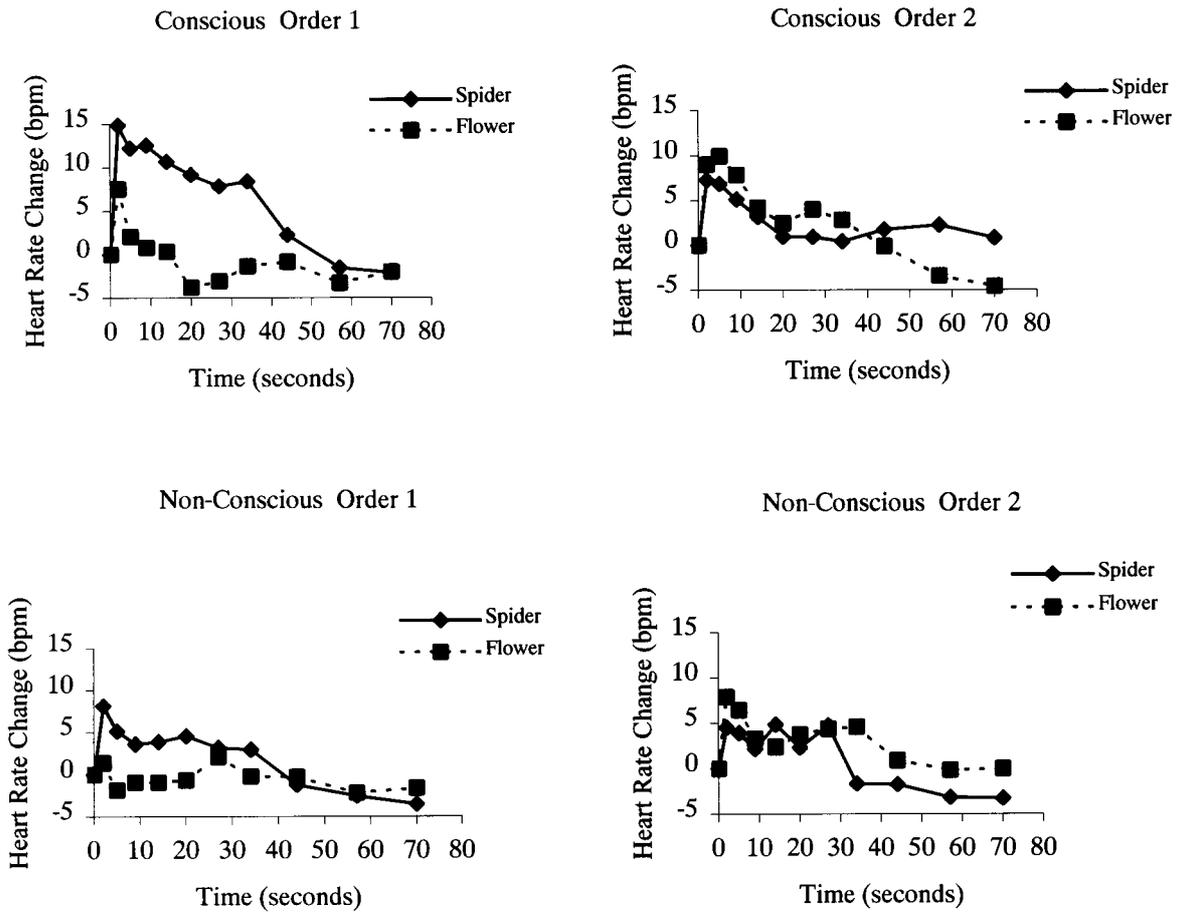 Conscious Order 1
Heart Rate Change (bpm)
15
10
5
0
-5
Spider
Flower
0 10 20 30 40 50 60 70 80
Time (seconds)
Conscious Order 2
Heart Rate Change (bpm)
15
10
5
0
-5
Spider
Flower
0 10 20 30 40 50 60 70 80
Time (seconds)
Non-Conscious Order 1
Heart Rate Change (bpm)
15
10
5
0
-5
Spider
Flower
0 10 20 30 40 50 60 70 80
Time (seconds)
Non-Conscious Order 2
Heart Rate Change (bpm)
15
10
5
0
-5
Spider
Flower
0 10 20 30 40 50 60 70 80
Time (seconds)